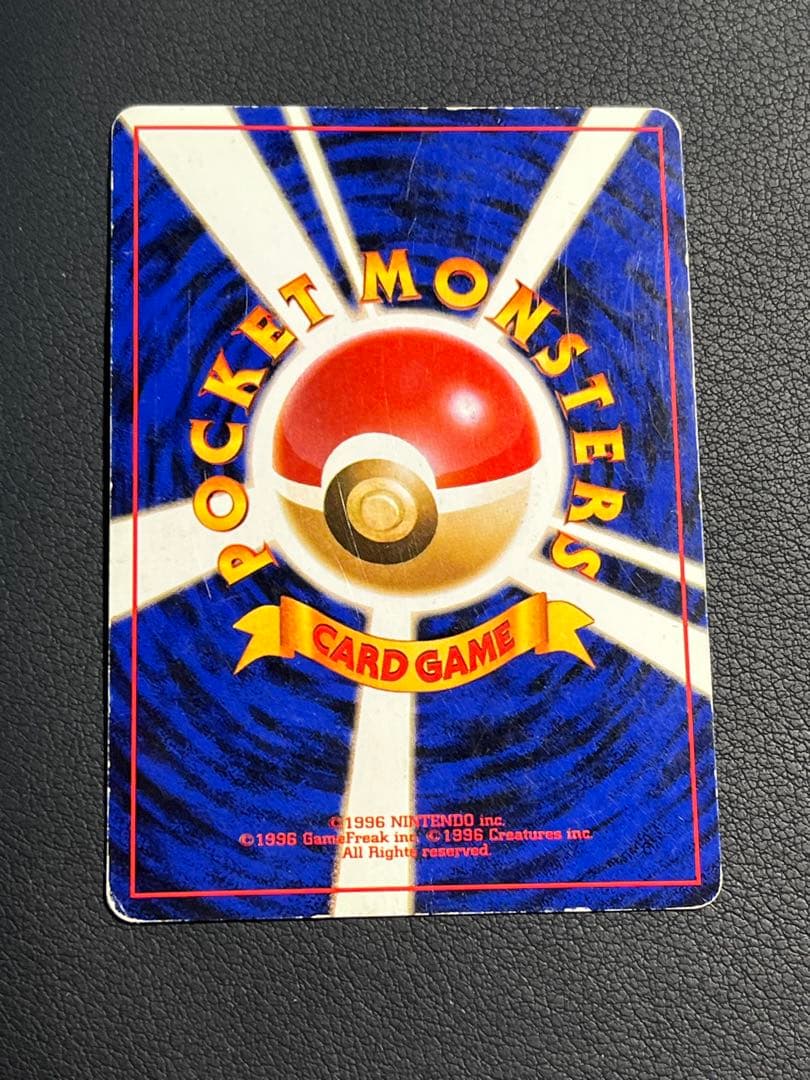 POCKET MONSTERS
CARD GAME
©1996 NINTENDO inc.
©1996 GameFreak inc. ©1996 Creatures inc.
All Rights reserved.